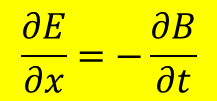 ∂E/∂x = −∂B/∂t